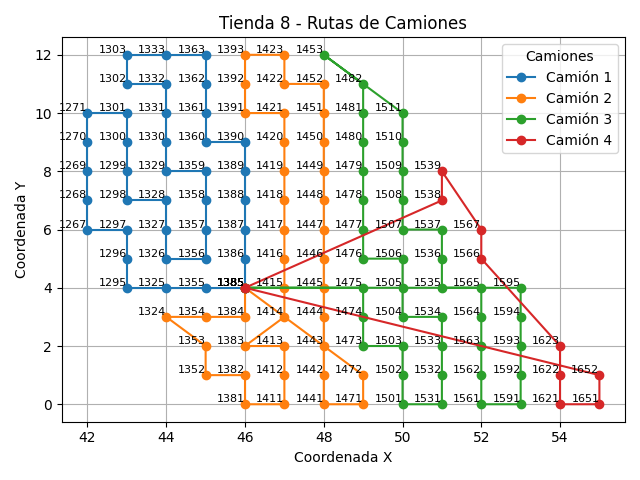 Tienda 8 - Rutas de Camiones
Camiones
Camión 1
Camión 2
Camión 3
Camión 4
Coordenada Y
12
10
8
6
4
2
0
1303 1333 1363 1393 1423 1453
1302 1332 1362 1392 1422 1452 1482
1271 1301 1331 1361 1391 1421 1451 1481 1511
1270 1300 1330 1360 1390 1420 1450 1480 1510
1269 1299 1329 1359 1389 1419 1449 1479 1509 1539
1268 1298 1328 1358 1388 1418 1448 1478 1508 1538
1267 1297 1327 1357 1387 1417 1447 1477 1507 1537 1567
1296 1326 1356 1386 1416 1446 1476 1506 1536 1566
1295 1325 1355 1385 1415 1445 1475 1505 1535 1565 1595
1324 1354 1384 1414 1444 1474 1504 1534 1564 1594
1353 1383 1413 1443 1473 1503 1533 1563 1593 1623
1352 1382 1412 1442 1472 1502 1532 1562 1592 1622 1652
1381 1411 1441 1471 1501 1531 1561 1591 1621 1651
42 44 46 48 50 52 54
Coordenada X